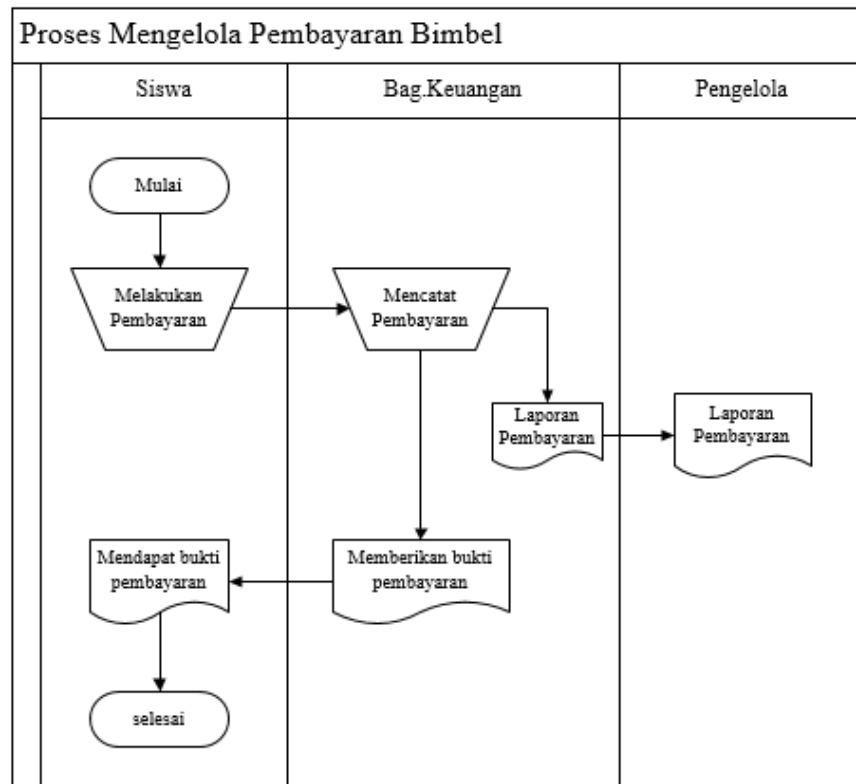 Proses Mengelola Pembayaran Bimbel
Siswa
Bag.Keuangan
Pengelola
Mulai
Melakukan
Pembayaran
Mencatat
Pembayaran
Laporan
Pembayaran
Laporan
Pembayaran
Mendapat bukti
pembayaran
Memberikan bukti
pembayaran
selesai